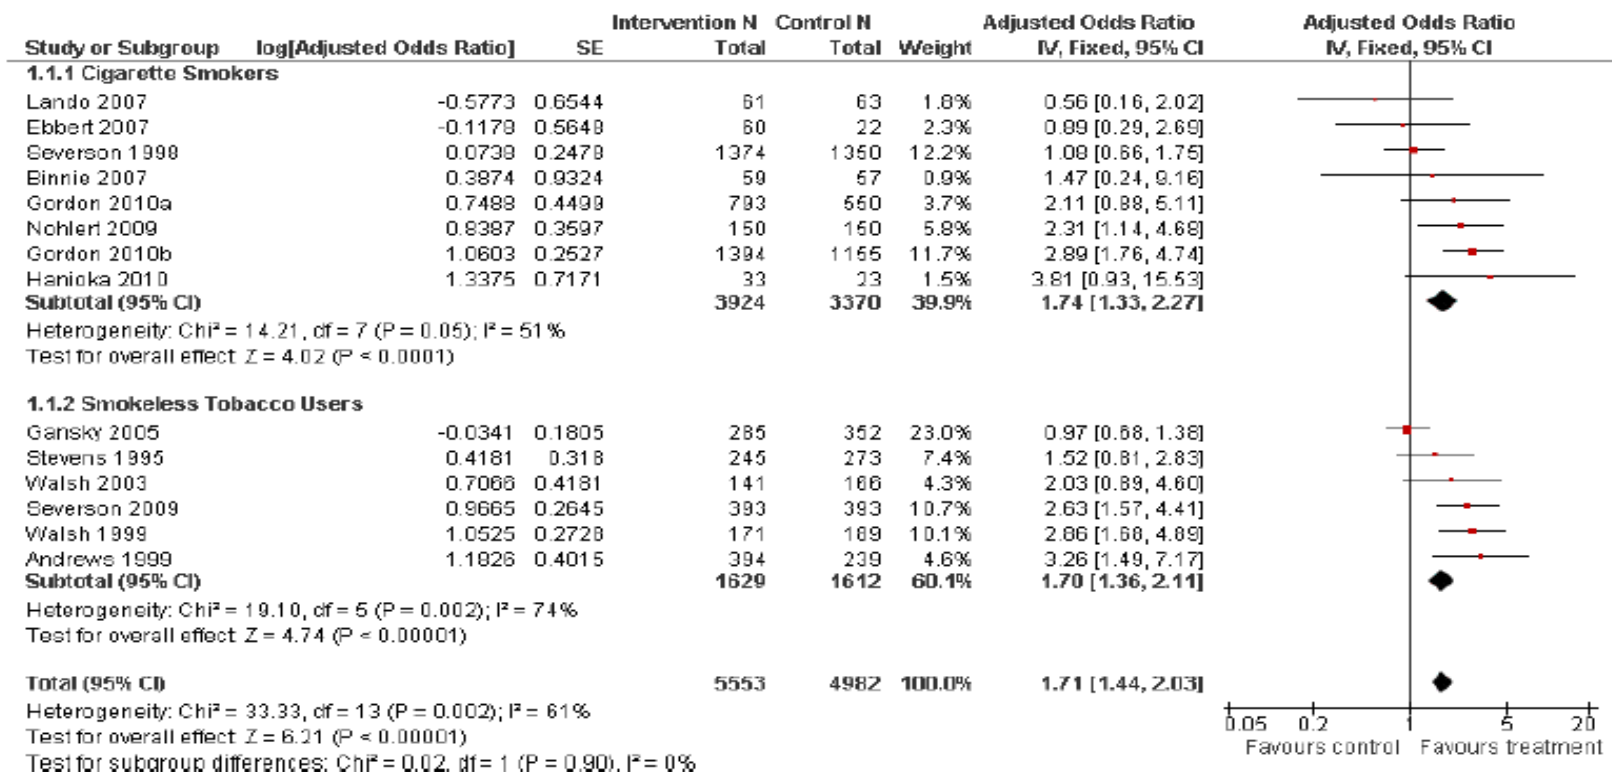 Intervention N Control N Adjusted Odds Ratio Adjusted Odds Ratio
Study or Subgroup log[Adjusted Odds Ratio] SE Total Total Weight IV, Fixed, 95% CI IV, Fixed, 95% CI
1.1.1 Cigarette Smokers
Lando 2007 -0.5773 0.6544 61 63 1.8% 0.56 [0.16, 2.02]
Ebbert 2007 -0.1178 0.5648 60 22 2.3% 0.89 [0.29, 2.69]
Severson 1998 0.0738 0.2478 1374 1350 12.2% 1.08 [0.66, 1.75]
Binnie 2007 0.3874 0.9324 59 57 0.9% 1.47 [0.24, 9.16]
Gordon 2010a 0.7488 0.4499 793 550 3.7% 2.11 [0.88, 5.11]
Nohlert 2009 0.8387 0.3597 150 150 5.8% 2.31 [1.14, 4.68]
Gordon 2010b 1.0603 0.2527 1394 1155 11.7% 2.89 [1.76, 4.74]
Hanioka 2010 1.3375 0.7171 33 23 1.5% 3.81 [0.93, 15.53]
Subtotal (95% CI) 3924 3370 39.9% 1.74 [1.33, 2.27]
Heterogeneity: Chi² = 14.21, df = 7 (P = 0.05); I² = 51%
Test for overall effect: Z = 4.02 (P < 0.0001)
1.1.2 Smokeless Tobacco Users
Gansky 2005 -0.0341 0.1805 285 352 23.0% 0.97 [0.68, 1.38]
Stevens 1995 0.4181 0.318 245 273 7.4% 1.52 [0.81, 2.83]
Walsh 2003 0.7066 0.4181 141 166 4.3% 2.03 [0.89, 4.60]
Severson 2009 0.9665 0.2645 393 393 10.7% 2.63 [1.57, 4.41]
Walsh 1999 1.0525 0.2728 171 189 10.1% 2.86 [1.68, 4.89]
Andrews 1999 1.1826 0.4015 394 239 4.6% 3.26 [1.49, 7.17]
Subtotal (95% CI) 1629 1612 60.1% 1.70 [1.36, 2.11]
Heterogeneity: Chi² = 19.10, df = 5 (P = 0.002); I² = 74%
Test for overall effect: Z = 4.74 (P < 0.00001)
Total (95% CI) 5553 4982 100.0% 1.71 [1.44, 2.03]
Heterogeneity: Chi² = 33.33, df = 13 (P = 0.002); I² = 61%
Test for overall effect: Z = 6.21 (P < 0.00001)
Test for subgroup differences: Chi² = 0.02, df = 1 (P = 0.90), I² = 0%
0.05 0.2 1 5 20
Favours control Favours treatment